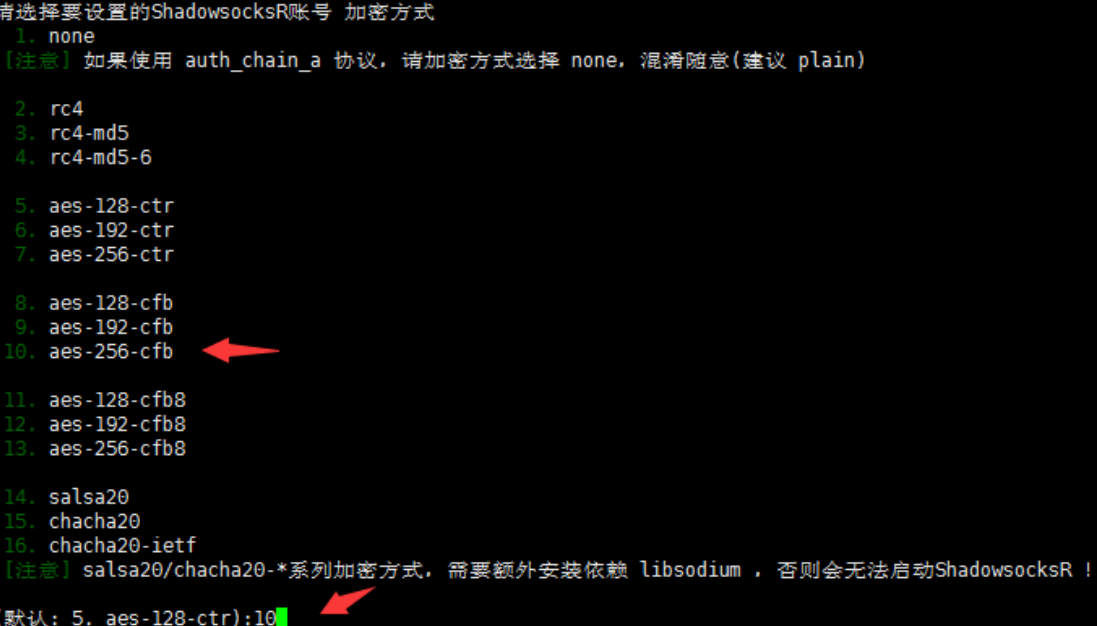 请选择要设置的ShadowsocksR账号 加密方式
1. none
[注意] 如果使用 auth_chain_a 协议，请加密方式选择 none，混淆随意(建议 plain)
2. rc4
3. rc4-md5
4. rc4-md5-6
5. aes-128-ctr
6. aes-192-ctr
7. aes-256-ctr
8. aes-128-cfb
9. aes-192-cfb
10. aes-256-cfb
11. aes-128-cfb8
12. aes-192-cfb8
13. aes-256-cfb8
14. salsa20
15. chacha20
16. chacha20-ietf
[注意] salsa20/chacha20-*系列加密方式，需要额外安装依赖 libsodium ，否则会无法启动ShadowsocksR !
(默认: 5. aes-128-ctr):10